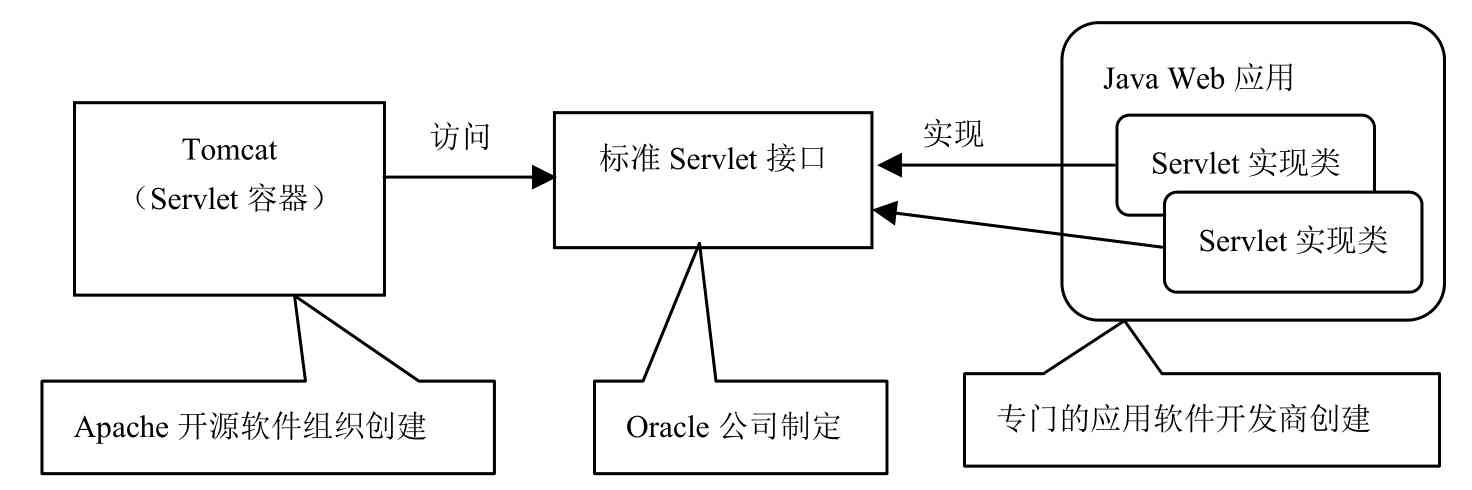 Tomcat
（Servlet 容器）
访问
标准 Servlet 接口
实现
Java Web 应用
Servlet 实现类
Servlet 实现类
Apache 开源软件组织创建
Oracle 公司制定
专门的应用软件开发商创建